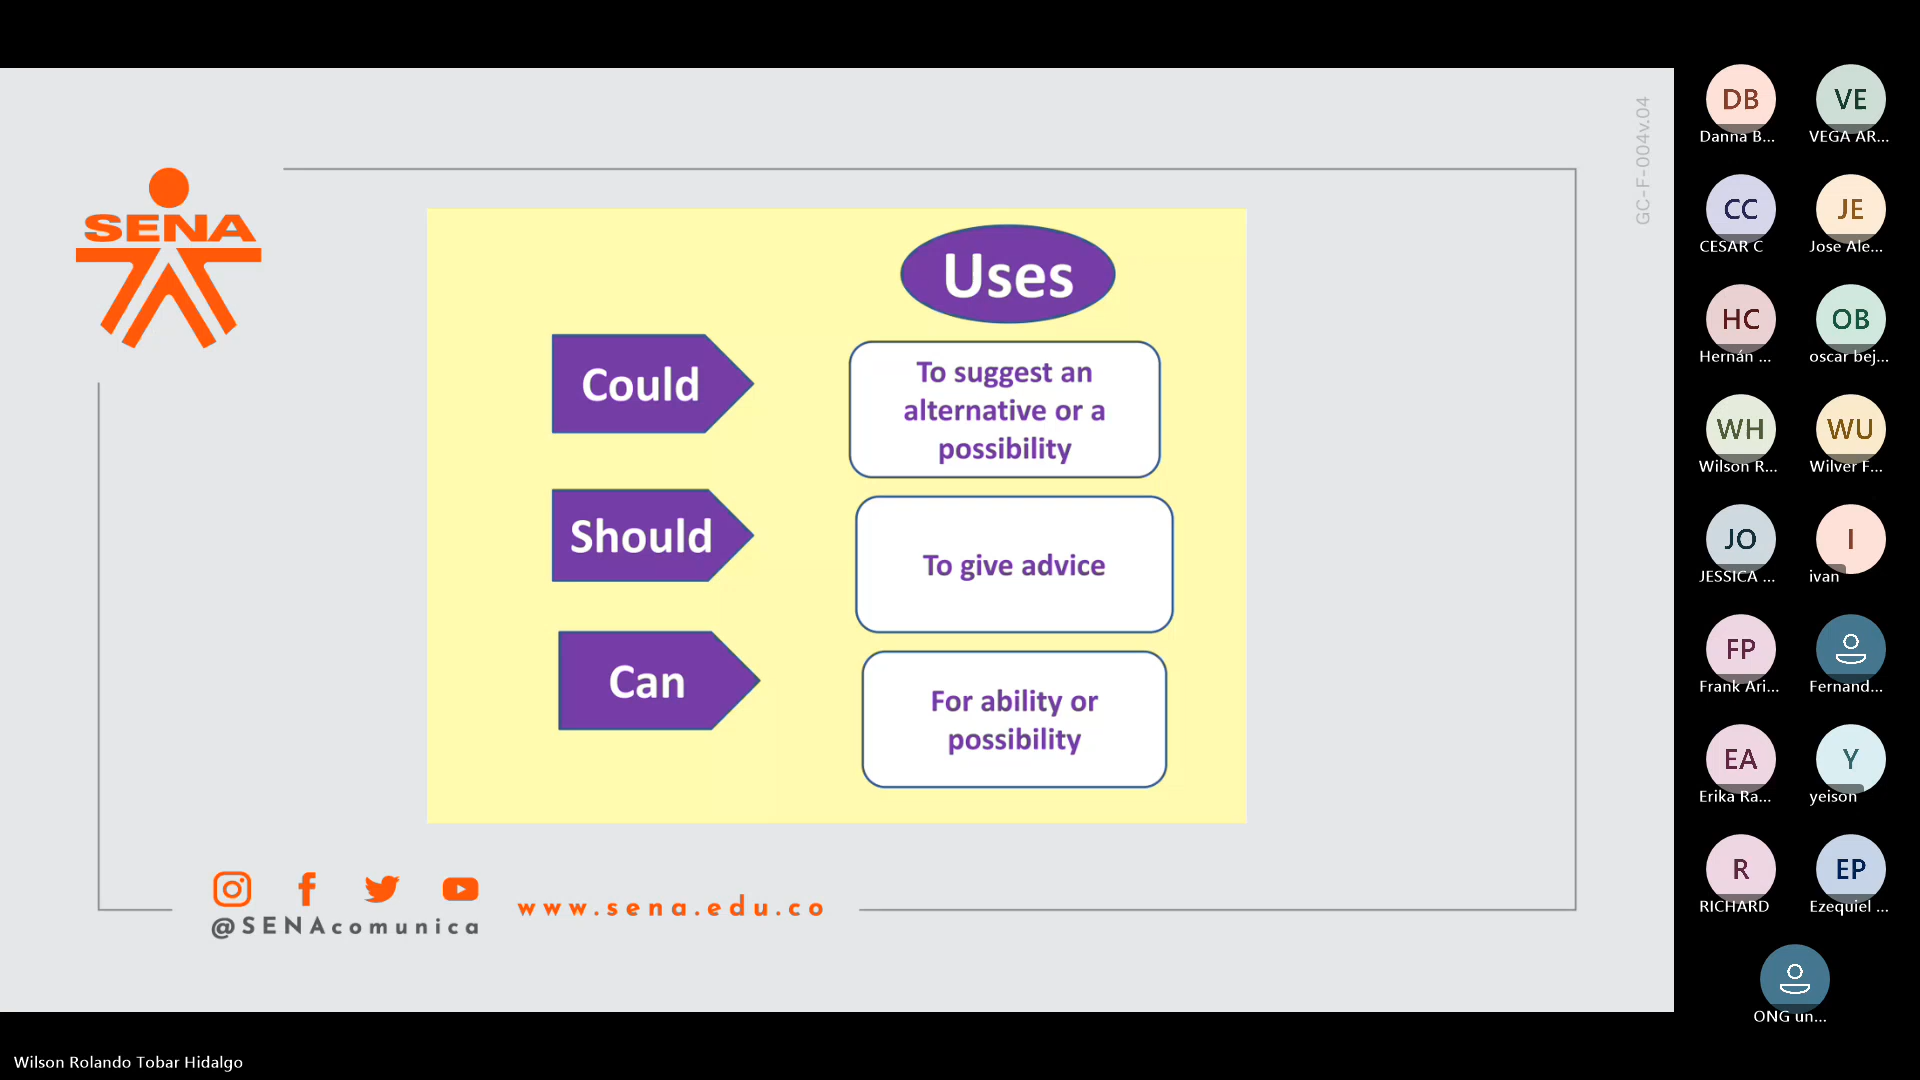 GC-F-004v.04
SENA
Uses
Could
To suggest an
alternative or a
possibility
Should
To give advice
Can
For ability or
possibility
@SENAcomunica
www.sena.edu.co
DB
Danna B...
VE
VEGA AR...
CC
CESAR C
JE
Jose Ale...
HC
Hernán ...
OB
oscar bej...
WH
Wilson R...
WU
Wilver F...
JO
JESSICA ...
I
ivan
FP
Frank Ari...
Fernand...
EA
Erika Ra...
Y
yeison
R
RICHARD
EP
Ezequiel ...
ONG un...
Wilson Rolando Tobar Hidalgo